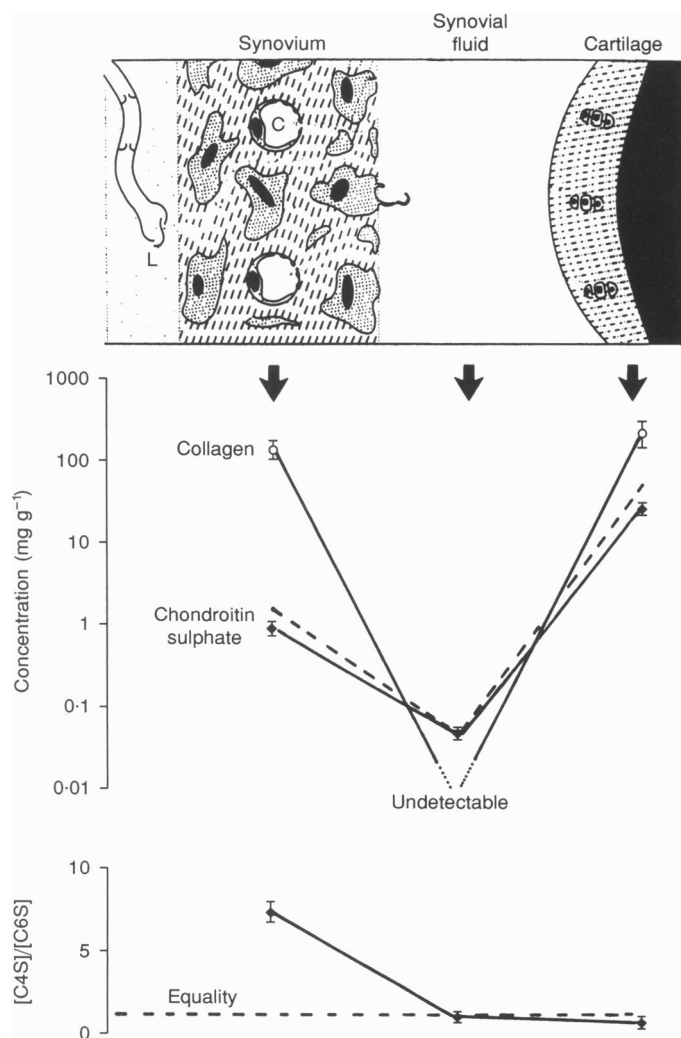 Synovium
Synovial
fluid
Cartilage
C
L
1000
100
10
1
0·1
0·01
Concentration (mg g⁻¹)
Collagen
Chondroitin
sulphate
Undetectable
10
5
0
[C4S]/[C6S]
Equality